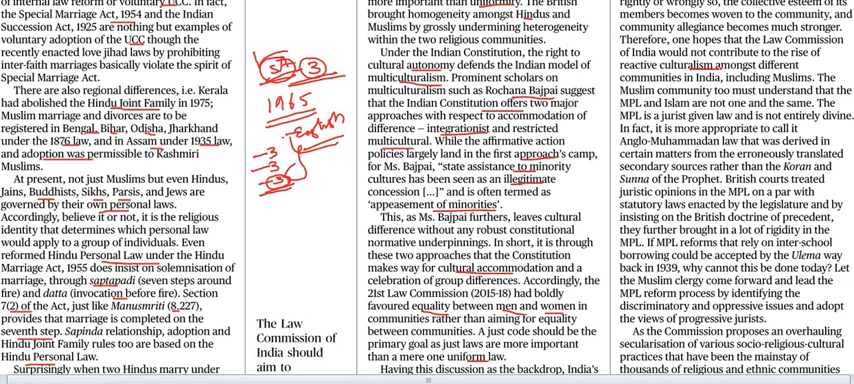 of internal law reform or voluntary UCC. In fact,
the Special Marriage Act, 1954 and the Indian
Succession Act, 1925 are nothing but examples of
voluntary adoption of the UCC though the
recently enacted love jihad laws by prohibiting
inter-faith marriages basically violate the spirit of
Special Marriage Act.
There are also regional differences, i.e. Kerala
had abolished the Hindu Joint Family in 1975;
Muslim marriage and divorces are to be
registered in Bengal, Bihar, Odisha, Jharkhand
under the 1876 law, and in Assam under 1935 law,
and adoption was permissible to Kashmiri
Muslims.
At present, not just Muslims but even Hindus,
Jains, Buddhists, Sikhs, Parsis, and Jews are
governed by their own personal laws.
Accordingly, believe it or not, it is the religious
identity that determines which personal law
would apply to a group of individuals. Even
reformed Hindu Personal Law under the Hindu
Marriage Act, 1955 does insist on solemnisation of
marriage, through saptapadi (seven steps around
fire) and datta (invocation before fire). Section
7(2) of the Act, just like Manusmriti (8,227),
provides that marriage is completed on the
seventh step. Sapinda relationship, adoption and
Hindu Joint Family rules too are based on the
Hindu Personal Law.
Surprisingly when two Hindus marry under
3
1965
English
-3
-3
-3
The Law
Commission of
India should
aim to
more important than uniformity. The British
brought homogeneity amongst Hindus and
Muslims by grossly undermining heterogeneity
within the two religious communities.
Under the Indian Constitution, the right to
cultural autonomy defends the Indian model of
multiculturalism. Prominent scholars on
multiculturalism such as Rochana Bajpai suggest
that the Indian Constitution offers two major
approaches with respect to accommodation of
difference — integrationist and restricted
multicultural. While the affirmative action
policies largely land in the first approach’s camp,
for Ms. Bajpai, “state assistance to minority
cultures has been seen as an illegitimate
concession [...]” and is often termed as
‘appeasement of minorities’.
This, as Ms. Bajpai furthers, leaves cultural
difference without any robust constitutional
normative underpinnings. In short, it is through
these two approaches that the Constitution
makes way for cultural accommodation and a
celebration of group differences. Accordingly, the
21st Law Commission (2015-18) had boldly
favoured equality between men and women in
communities rather than aiming for equality
between communities. A just code should be the
primary goal as just laws are more important
than a mere one uniform law.
Having this discussion as the backdrop, India’s
rightly or wrongly so, the collective esteem of its
members becomes woven to the community, and
community allegiance becomes much stronger.
Therefore, one hopes that the Law Commission
of India would not contribute to the rise of
reactive culturalism amongst different
communities in India, including Muslims. The
Muslim community too must understand that the
MPL and Islam are not one and the same. The
MPL is a jurist given law and is not entirely divine.
In fact, it is more appropriate to call it
Anglo-Muhammadan law that was derived in
certain matters from the erroneously translated
secondary sources rather than the Koran and
Sunna of the Prophet. British courts treated
juristic opinions in the MPL on a par with
statutory laws enacted by the legislature and by
insisting on the British doctrine of precedent,
they further brought in a lot of rigidity in the
MPL. If MPL reforms that rely on inter-school
borrowing could be accepted by the Ulema way
back in 1939, why cannot this be done today? Let
the Muslim clergy come forward and lead the
MPL reform process by identifying the
discriminatory and oppressive issues and adopt
the views of progressive jurists.
As the Commission proposes an overhauling
secularisation of various socio-religious-cultural
practices that have been the mainstay of
thousands of religious and ethnic communities